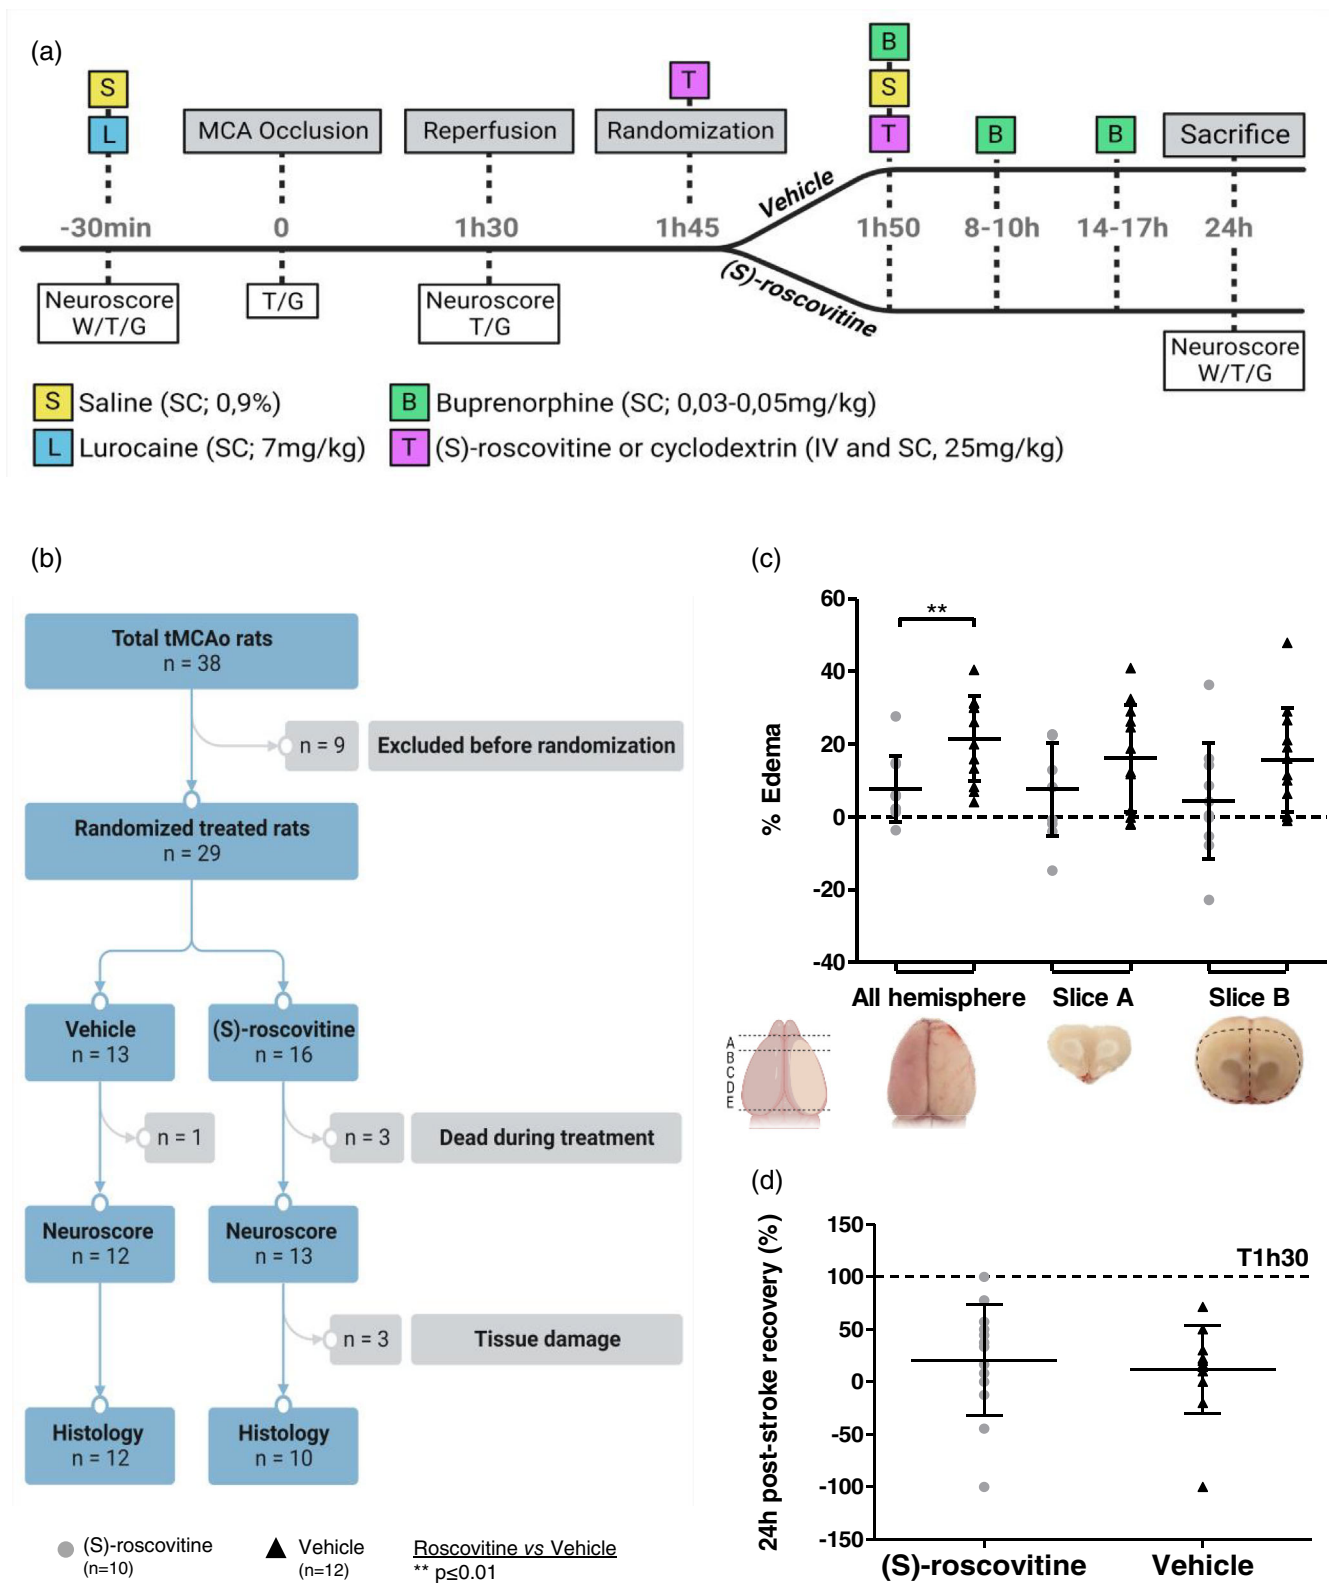 (a)
S
L
MCA Occlusion
Reperfusion
T
Randomization
B
S
T
B
B
Sacrifice
Vehicle
-30min
0
1h30
1h45
1h50
8-10h
14-17h
24h
(S)-roscovitine
Neuroscore
W/T/G
T/G
Neuroscore
T/G
Neuroscore
W/T/G
S Saline (SC; 0,9%)
B Buprenorphine (SC; 0,03-0,05mg/kg)
L Lurocaine (SC; 7mg/kg)
T (S)-roscovitine or cyclodextrin (IV and SC, 25mg/kg)
(b)
Total tMCAo rats
n = 38
n = 9
Excluded before randomization
Randomized treated rats
n = 29
Vehicle
n = 13
(S)-roscovitine
n = 16
n = 1
n = 3
Dead during treatment
Neuroscore
n = 12
Neuroscore
n = 13
n = 3
Tissue damage
Histology
n = 12
Histology
n = 10
(S)-roscovitine
(n=10)
Vehicle
(n=12)
Roscovitine vs Vehicle
** p≤0.01
(c)
% Edema
60
40
20
0
-20
-40
**
All hemisphere
Slice A
Slice B
A
B
C
D
E
(d)
24h post-stroke recovery (%)
150
100
50
0
-50
-100
-150
T1h30
(S)-roscovitine
Vehicle